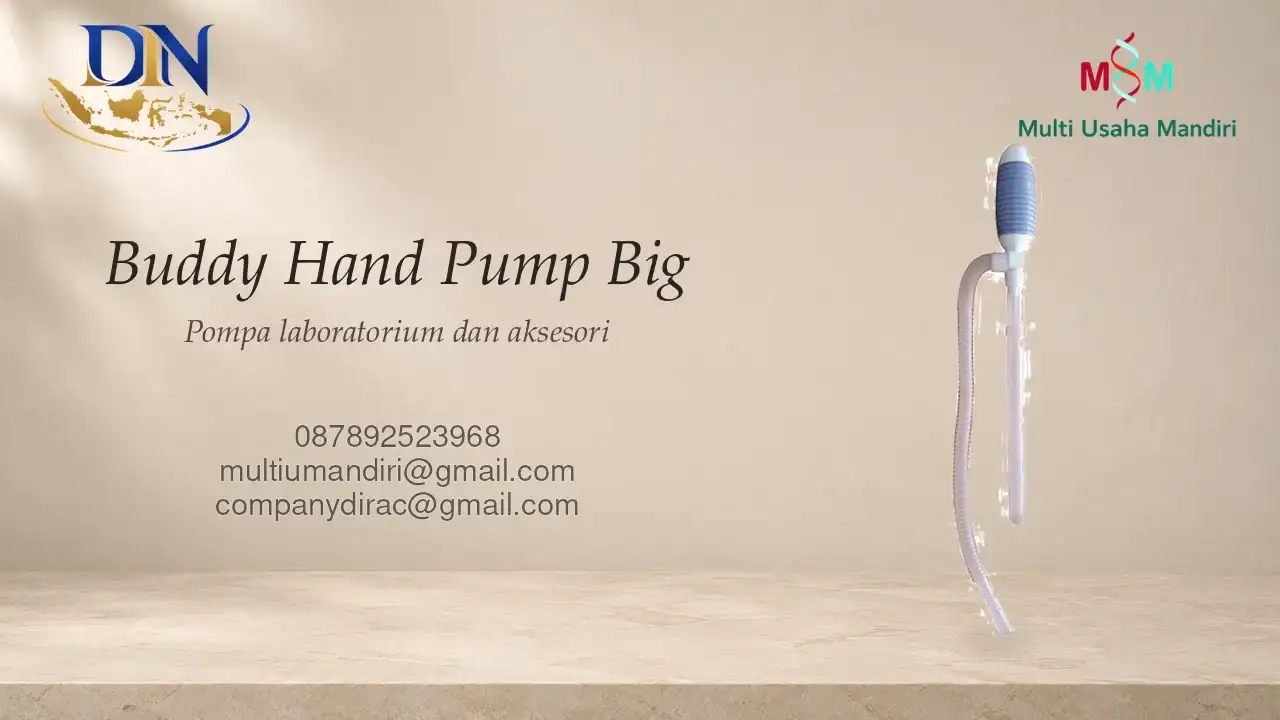 DIN
MSM
Multi Usaha Mandiri
Buddy Hand Pump Big
Pompa laboratorium dan aksesori
087892523968
multiumandiri@gmail.com
companydirac@gmail.com